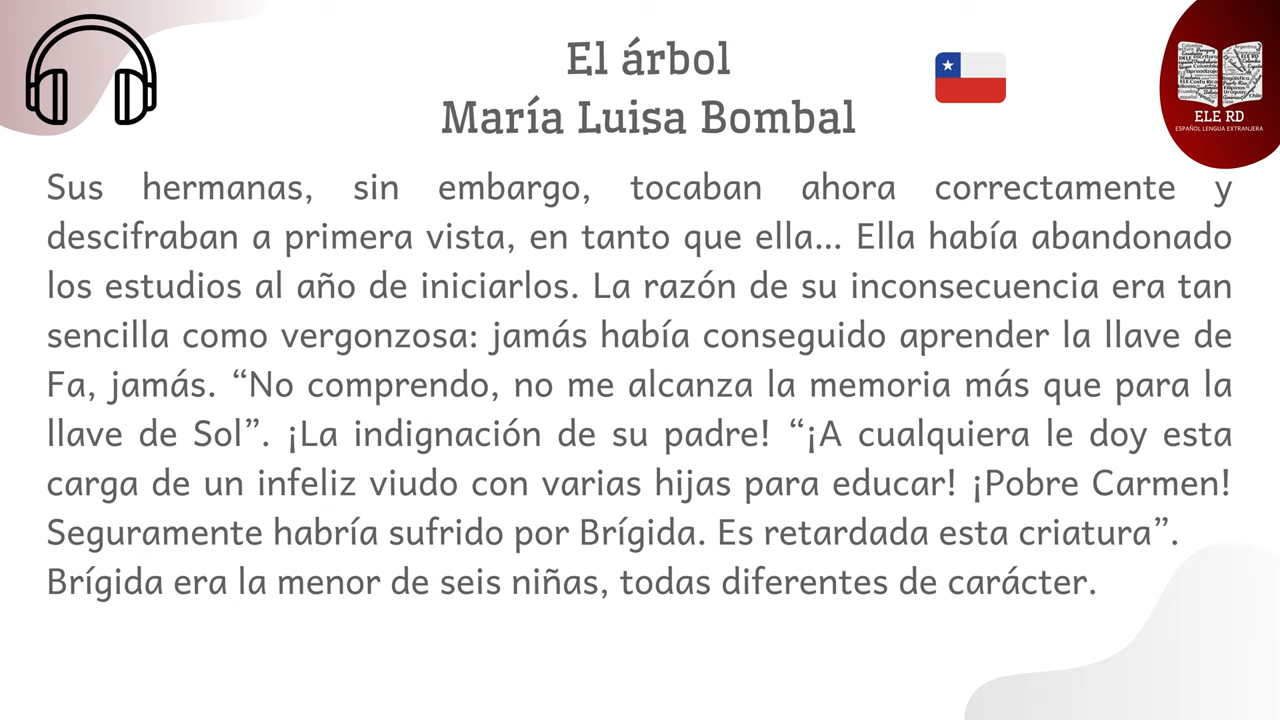 El árbol
María Luisa Bombal
ELE RD
ESPAÑOL LENGUA EXTRANJERA
Sus hermanas, sin embargo, tocaban ahora correctamente y
descifraban a primera vista, en tanto que ella... Ella había abandonado
los estudios al año de iniciarlos. La razón de su inconsecuencia era tan
sencilla como vergonzosa: jamás había conseguido aprender la llave de
Fa, jamás. “No comprendo, no me alcanza la memoria más que para la
llave de Sol”. ¡La indignación de su padre! “¡A cualquiera le doy esta
carga de un infeliz viudo con varias hijas para educar! ¡Pobre Carmen!
Seguramente habría sufrido por Brígida. Es retardada esta criatura”.
Brígida era la menor de seis niñas, todas diferentes de carácter.